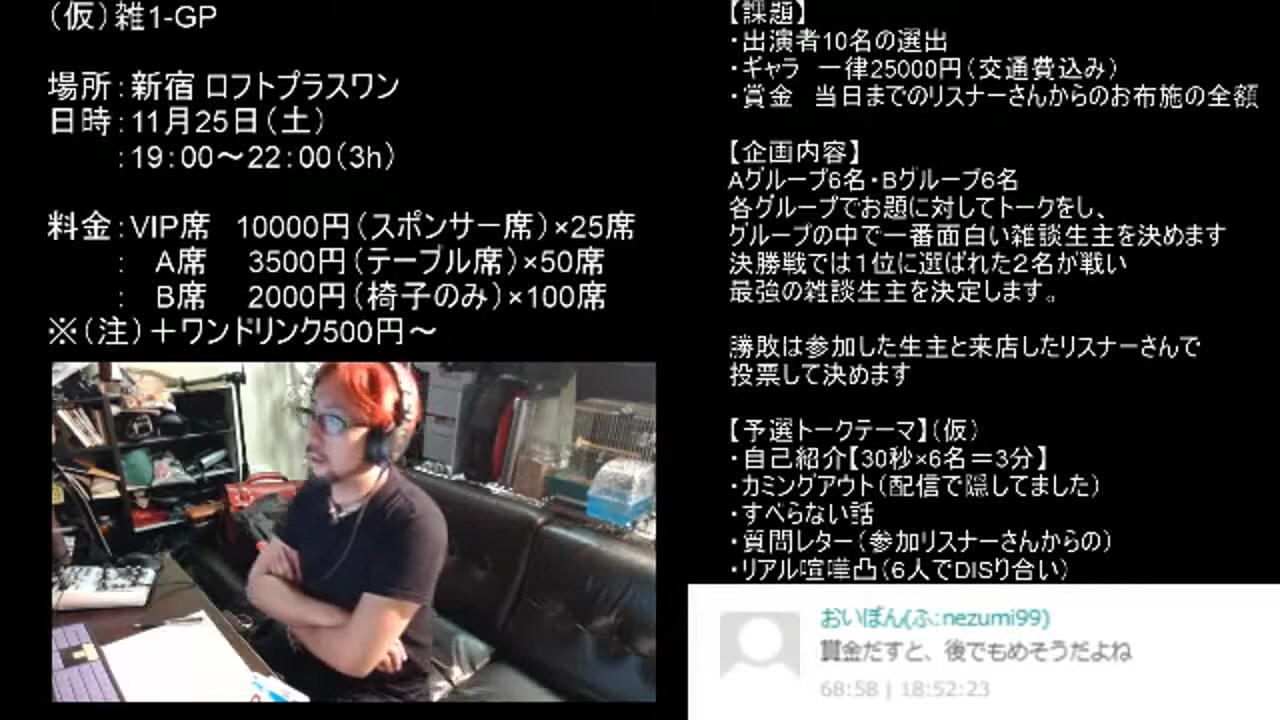 (仮)雑1-GP
場所：新宿 ロフトプラスワン
日時：11月25日(土)
：19：00～22：00(3h)
料金：VIP席 10000円(スポンサー席)×25席
： A席 3500円(テーブル席)×50席
： B席 2000円(椅子のみ)×100席
※(注)＋ワンドリンク500円～
【課題】
・出演者10名の選出
・ギャラ 一律25000円(交通費込み)
・賞金 当日までのリスナーさんからのお布施の全額
【企画内容】
Aグループ6名・Bグループ6名
各グループでお題に対してトークをし、
グループの中で一番面白い雑談生主を決めます
決勝戦では1位に選ばれた2名が戦い
最強の雑談生主を決定します。
勝敗は参加した生主と来店したリスナーさんで
投票して決めます
【予選トークテーマ】(仮)
・自己紹介【30秒×6名＝3分】
・カミングアウト(配信で隠してました)
・すべらない話
・質問レター(参加リスナーさんからの)
・リアル喧嘩凸(6人でDISり合い)
おいぽん(ふ:nezumi99)
賞金だすと、後でもめそうだよね
68:58 | 18:52:23